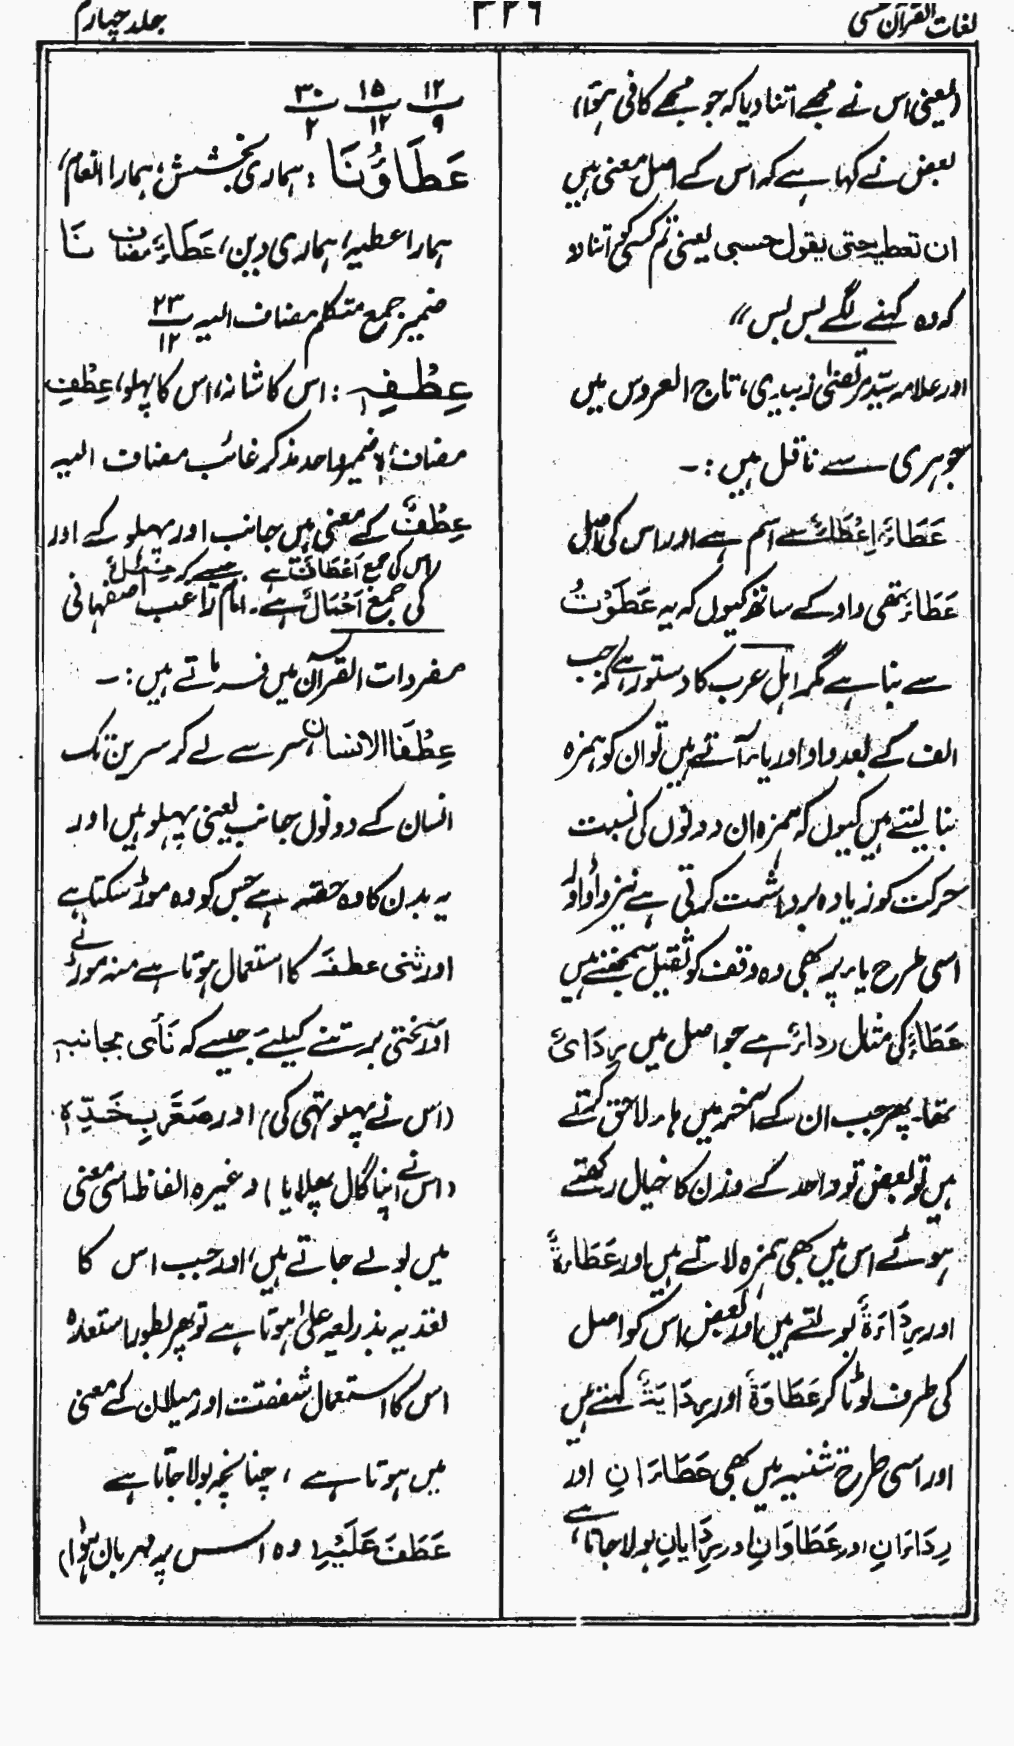 لغات القرآن
۳۲۶
جلد چہارم
(یعنی اس نے مجھے اتنا دیا کہ جو مجھے کافی ہوا)
بعض نے کہا ہے کہ اس کے اصل معنی ہیں
ان تعطیہ حتی یقول حسبی یعنی تم کسی کو اتنا دو
کہ وہ کہنے لگے بس بس"
اور علامہ سید مرتضیٰ زبیدی، تاج العروس میں
جوہری سے ناقل ہیں :-
عَطَاءٌ، اِعْطَاءٌ سے اسم ہے اور اس کی اصل
عَطَاءٌ تھی واو کے ساتھ کیوں کہ یہ عَطَوْتُ
سے بنا ہے مگر اہل عرب کا دستور ہے کہ جب
الف کے بعد واو اور یاء آتے ہیں تو ان کو ہمزہ
بنا لیتے ہیں کیوں کہ ہمزہ ان دونوں کی نسبت
حرکت کو زیادہ برداشت کرتی ہے نیز واو اور
اسی طرح یاء پر بھی وہ وقف کو ثقیل سمجھتے ہیں
عَطَاءٌ کی مثال رداءٌ ہے جو اصل میں رِدَائٌ
تھا۔ پھر جب ان کے آخر میں ہاء لاحق کرتے
ہیں تو بعض تو واحد کے وزن کا خیال رکھتے
ہوئے اس میں بھی ہمزہ لاتے ہیں اور عَطَاءَۃٌ
اور رِدَاءَۃٌ بولتے ہیں اور بعض اس کو اصل
کی طرف لوٹا کر عَطَاوَۃٌ اور رِدَایَۃٌ کہتے ہیں
اور اسی طرح تثنیہ میں بھی عَطَاءَانِ اور
رِدَاءَانِ اور عَطَاوَانِ اور رِدَایَانِ بولا جاتا ہے،
۱۲/۹ ۱۵/۱۲ ۳۰/۲
عَطَاؤُنَا : ہماری بخشش، ہمارا انعام،
ہمارا عطیہ، ہماری دین، عَطَاءٌ مضاف نَا
ضمیر جمع متکلم مضاف الیہ ۲۳/۱۲
عِطْفِہٖ : اس کا شانہ، اس کا پہلو، عِطْفِ
مضاف، ہٖ ضمیر واحد مذکر غائب مضاف الیہ
عِطْفٌ کے معنی ہیں جانب اور پہلو کے اور
اس کی جمع اَعْطَافٌ ہے جیسے کہ حِمْلٌ
کی جمع اَحْمَالٌ ہے۔ امام راغب اصفہانی
مفردات القرآن میں فرماتے ہیں :-
عِطْفَا الانسان، سر سے لے کر سرین تک
انسان کے دونوں جانب یعنی پہلو ہیں اور
یہ بدن کا وہ حصہ ہے جس کو وہ موڑ سکتا ہے
اور ثنی عطفہ کا استعمال ہوتا ہے منہ موڑنے
اور سختی برتنے کیلئے جیسے کہ نَأی بجانبہ
(اس نے پہلو تہی کی) اور صَعَّرَ بِخَدِّہٖ
(اس نے اپنا گال پھلایا) وغیرہ الفاظ اسی معنی
میں بولے جاتے ہیں، اور جب اس کا
تعدیہ بذریعہ علیٰ ہوتا ہے تو پھر بطور استعارہ
اس کا استعمال شفقت اور میلان کے معنی
میں ہوتا ہے، چنانچہ بولا جاتا ہے
عَطَفَ عَلَیْہِ (وہ اس پر مہربان ہوا)